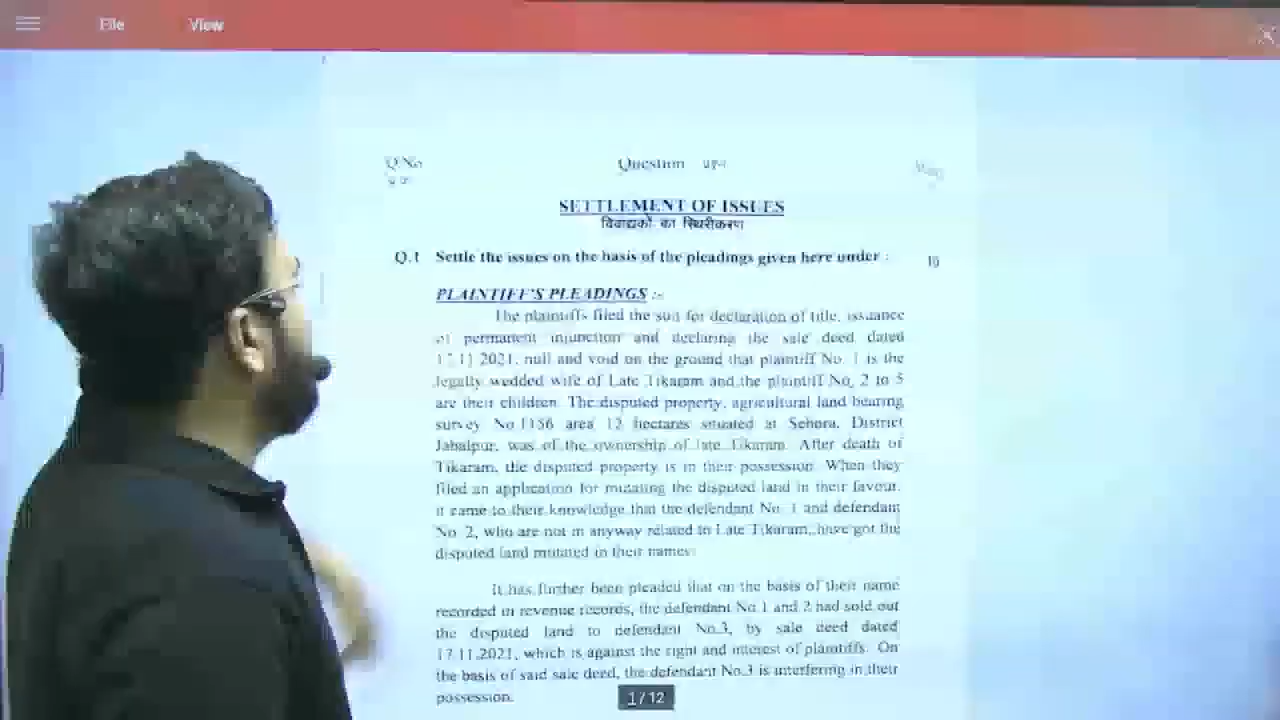 File View
Q.No Question प्रश्न
SETTLEMENT OF ISSUES
विवाद्यकों का स्थिरीकरण
Q.1 Settle the issues on the basis of the pleadings given here under : 10
PLAINTIFF'S PLEADINGS :-
The plaintiffs filed the suit for declaration of title, issuance
of permanent injunction and declaring the sale deed dated
17.11.2021, null and void on the ground that plaintiff No. 1 is the
legally wedded wife of Late Tikaram and the plaintiff No. 2 to 5
are their children. The disputed property, agricultural land bearing
survey No.1156 area 12 hectares situated at Sehora, District
Jabalpur, was of the ownership of late Tikaram. After death of
Tikaram, the disputed property is in their possession. When they
filed an application for mutating the disputed land in their favour,
it came to their knowledge that the defendant No. 1 and defendant
No. 2, who are not in anyway related to Late Tikaram, have got the
disputed land mutated in their names.
It has further been pleaded that on the basis of their name
recorded in revenue records, the defendant No.1 and 2 had sold out
the disputed land to defendant No.3, by sale deed dated
17.11.2021, which is against the right and interest of plaintiffs. On
the basis of said sale deed, the defendant No.3 is interfering in their
possession.
1 / 12